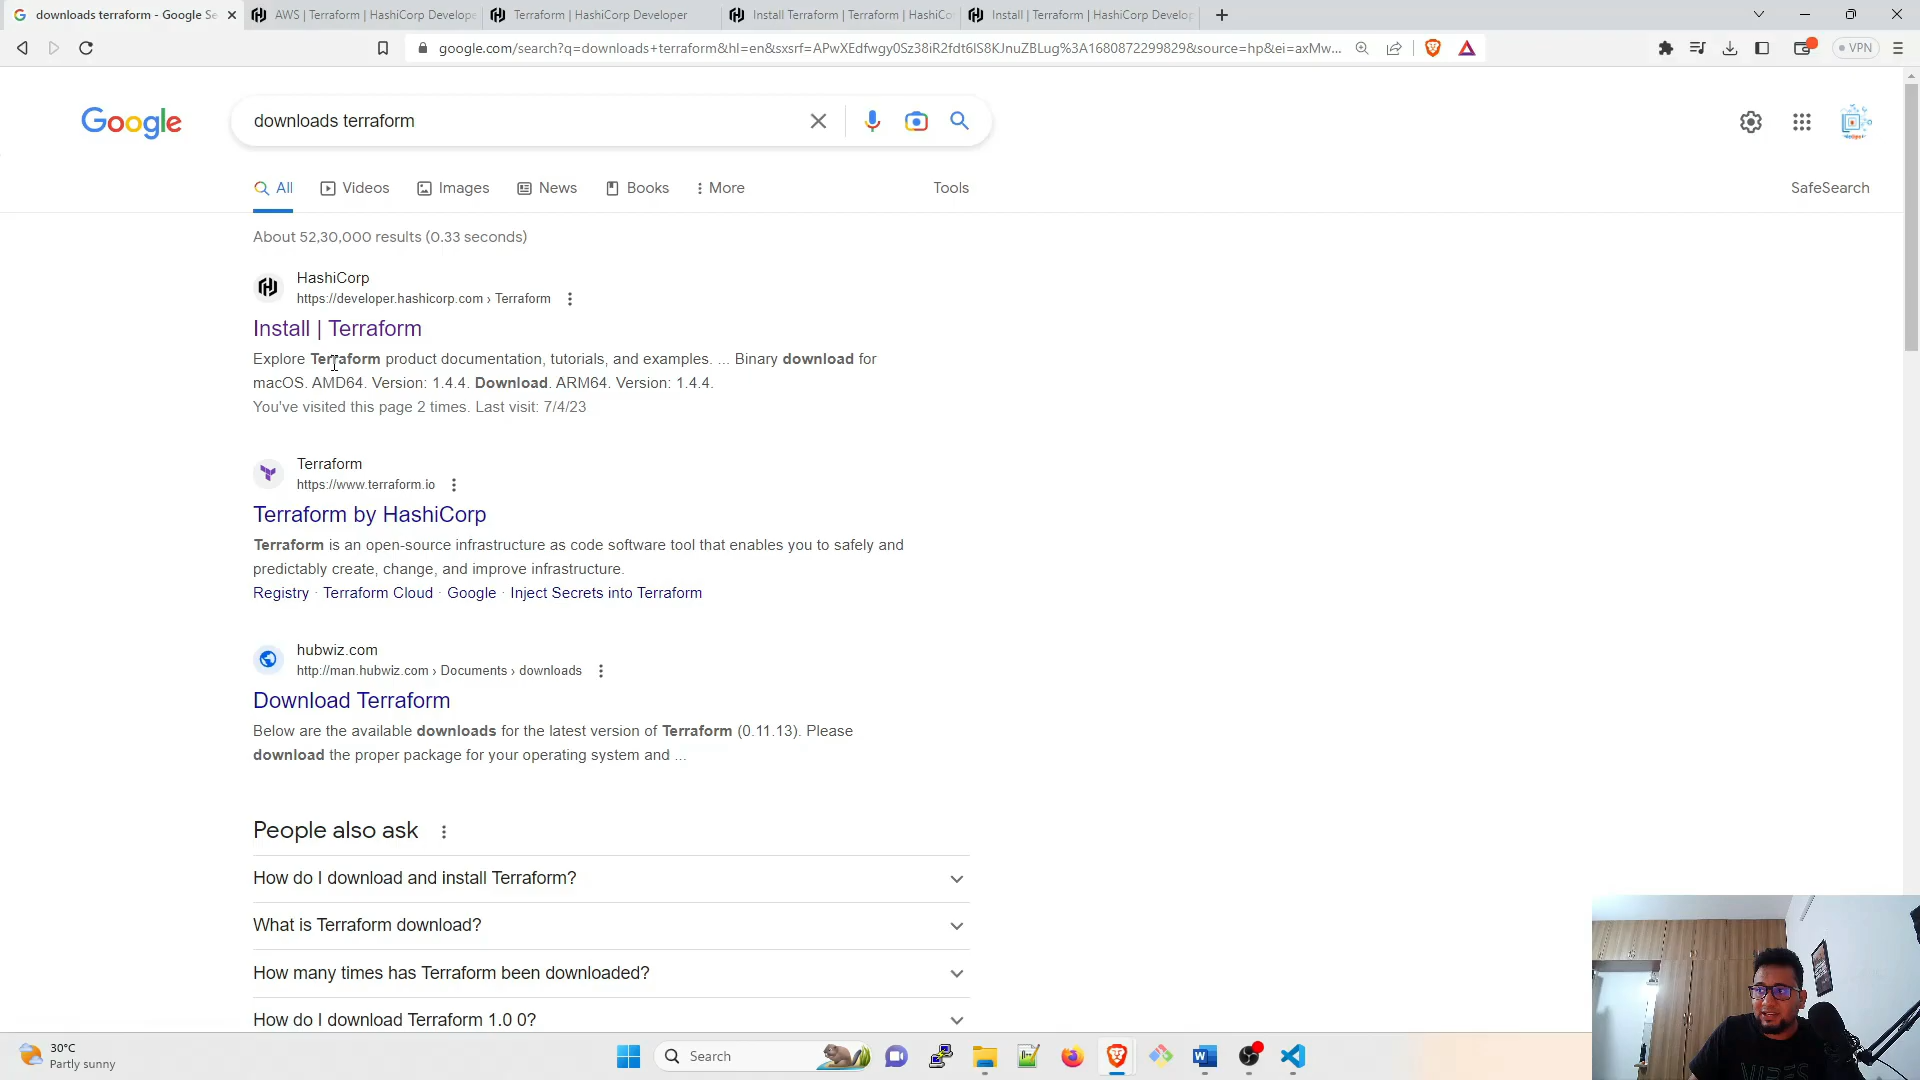 downloads terraform - Google Se
AWS | Terraform | HashiCorp Develope
Terraform | HashiCorp Developer
Install Terraform | Terraform | HashiCo
Install | Terraform | HashiCorp Develop
google.com/search?q=downloads+terraform&hl=en&sxsrf=APwXEdfwgy0Sz38iR2fdt6lS8KJnuZBLug%3A1680872299829&source=hp&ei=axMw...
VPN
Google
downloads terraform
All
Videos
Images
News
Books
More
Tools
SafeSearch
About 52,30,000 results (0.33 seconds)
HashiCorp
https://developer.hashicorp.com › Terraform
Install | Terraform
Explore Terraform product documentation, tutorials, and examples. ... Binary download for
macOS. AMD64. Version: 1.4.4. Download. ARM64. Version: 1.4.4.
You've visited this page 2 times. Last visit: 7/4/23
Terraform
https://www.terraform.io
Terraform by HashiCorp
Terraform is an open-source infrastructure as code software tool that enables you to safely and
predictably create, change, and improve infrastructure.
Registry · Terraform Cloud · Google · Inject Secrets into Terraform
hubwiz.com
http://man.hubwiz.com › Documents › downloads
Download Terraform
Below are the available downloads for the latest version of Terraform (0.11.13). Please
download the proper package for your operating system and ...
People also ask
How do I download and install Terraform?
What is Terraform download?
How many times has Terraform been downloaded?
How do I download Terraform 1.0 0?
30°C
Partly sunny
Search